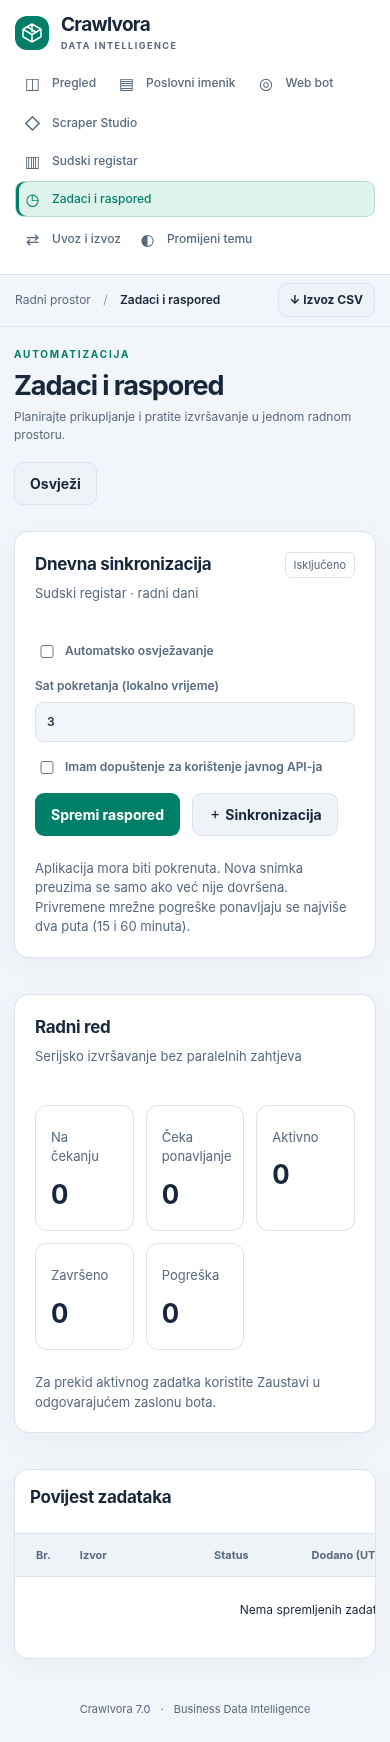 Crawlvora
DATA INTELLIGENCE
Pregled
Poslovni imenik
Web bot
Scraper Studio
Sudski registar
Zadaci i raspored
Uvoz i izvoz
Promijeni temu
Radni prostor / Zadaci i raspored
↓ Izvoz CSV
AUTOMATIZACIJA
Zadaci i raspored
Planirajte prikupljanje i pratite izvršavanje u jednom radnom
prostoru.
Osvježi
Dnevna sinkronizacija
Isključeno
Sudski registar · radni dani
Automatsko osvježavanje
Sat pokretanja (lokalno vrijeme)
3
Imam dopuštenje za korištenje javnog API-ja
Spremi raspored
+ Sinkronizacija
Aplikacija mora biti pokrenuta. Nova snimka
preuzima se samo ako već nije dovršena.
Privremene mrežne pogreške ponavljaju se najviše
dva puta (15 i 60 minuta).
Radni red
Serijsko izvršavanje bez paralelnih zahtjeva
Na
čekanju
0
Čeka
ponavljanje
0
Aktivno
0
Završeno
0
Pogreška
0
Za prekid aktivnog zadatka koristite Zaustavi u
odgovarajućem zaslonu bota.
Povijest zadataka
Br. Izvor Status Dodano (UT
Nema spremljenih zadat
Crawlvora 7.0 · Business Data Intelligence